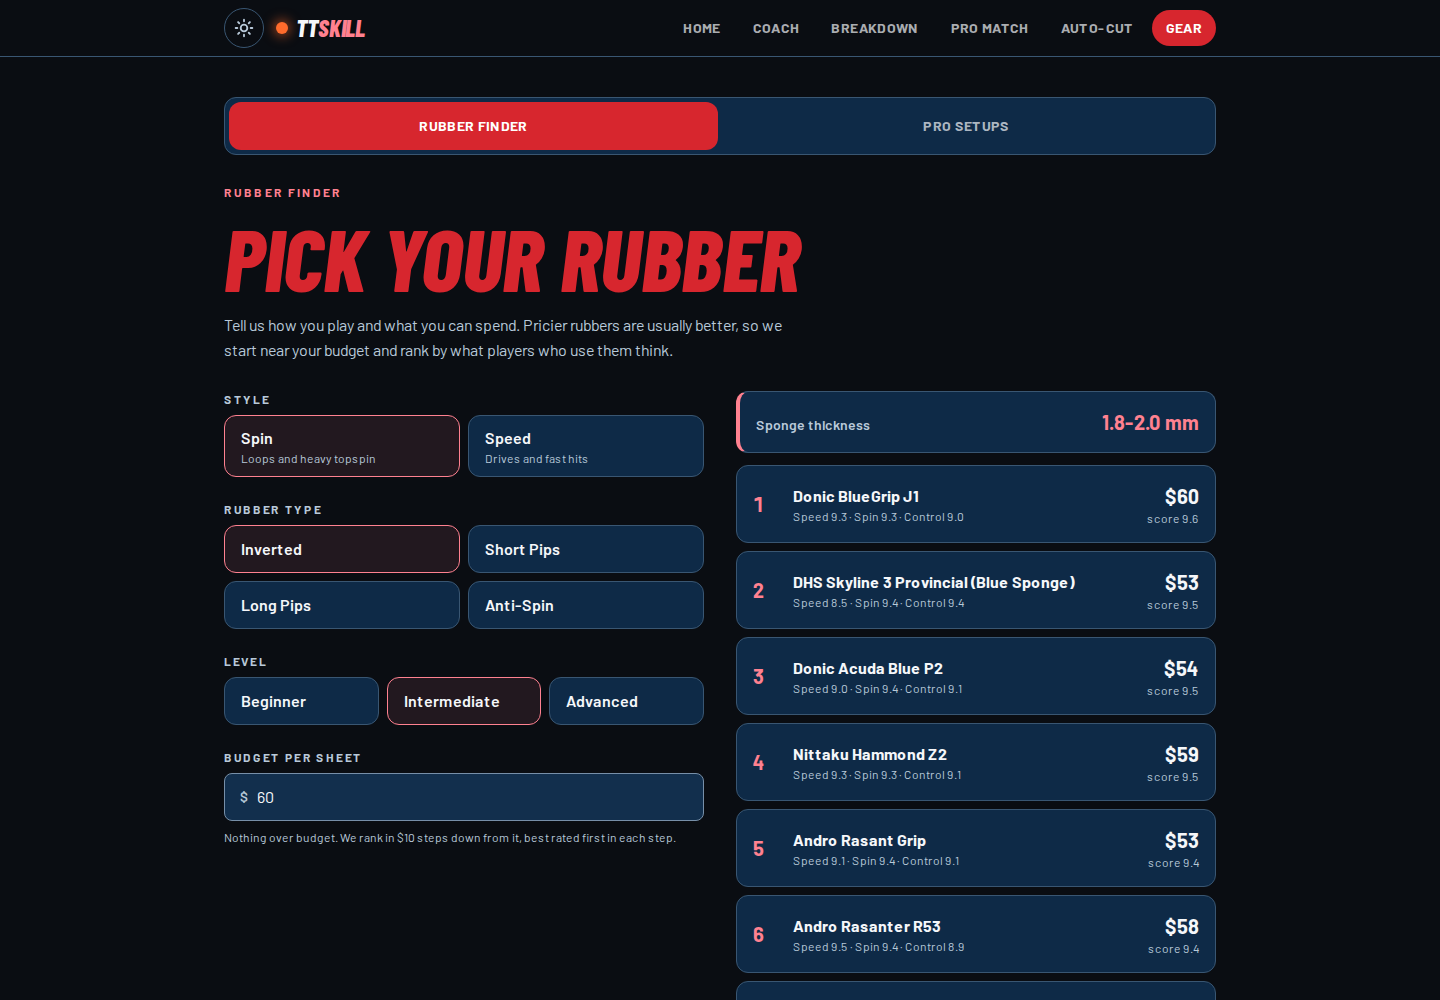 TTSKILL
HOME
COACH
BREAKDOWN
PRO MATCH
AUTO-CUT
GEAR
RUBBER FINDER
PRO SETUPS
RUBBER FINDER
PICK YOUR RUBBER
Tell us how you play and what you can spend. Pricier rubbers are usually better, so we
start near your budget and rank by what players who use them think.
STYLE
Spin
Loops and heavy topspin
Speed
Drives and fast hits
RUBBER TYPE
Inverted
Short Pips
Long Pips
Anti-Spin
LEVEL
Beginner
Intermediate
Advanced
BUDGET PER SHEET
$ 60
Nothing over budget. We rank in $10 steps down from it, best rated first in each step.
Sponge thickness
1.8-2.0 mm
1
Donic BlueGrip J1
Speed 9.3 · Spin 9.3 · Control 9.0
$60
score 9.6
2
DHS Skyline 3 Provincial (Blue Sponge)
Speed 8.5 · Spin 9.4 · Control 9.4
$53
score 9.5
3
Donic Acuda Blue P2
Speed 9.0 · Spin 9.4 · Control 9.1
$54
score 9.5
4
Nittaku Hammond Z2
Speed 9.3 · Spin 9.3 · Control 9.1
$59
score 9.5
5
Andro Rasant Grip
Speed 9.1 · Spin 9.4 · Control 9.1
$53
score 9.4
6
Andro Rasanter R53
Speed 9.5 · Spin 9.4 · Control 8.9
$58
score 9.4